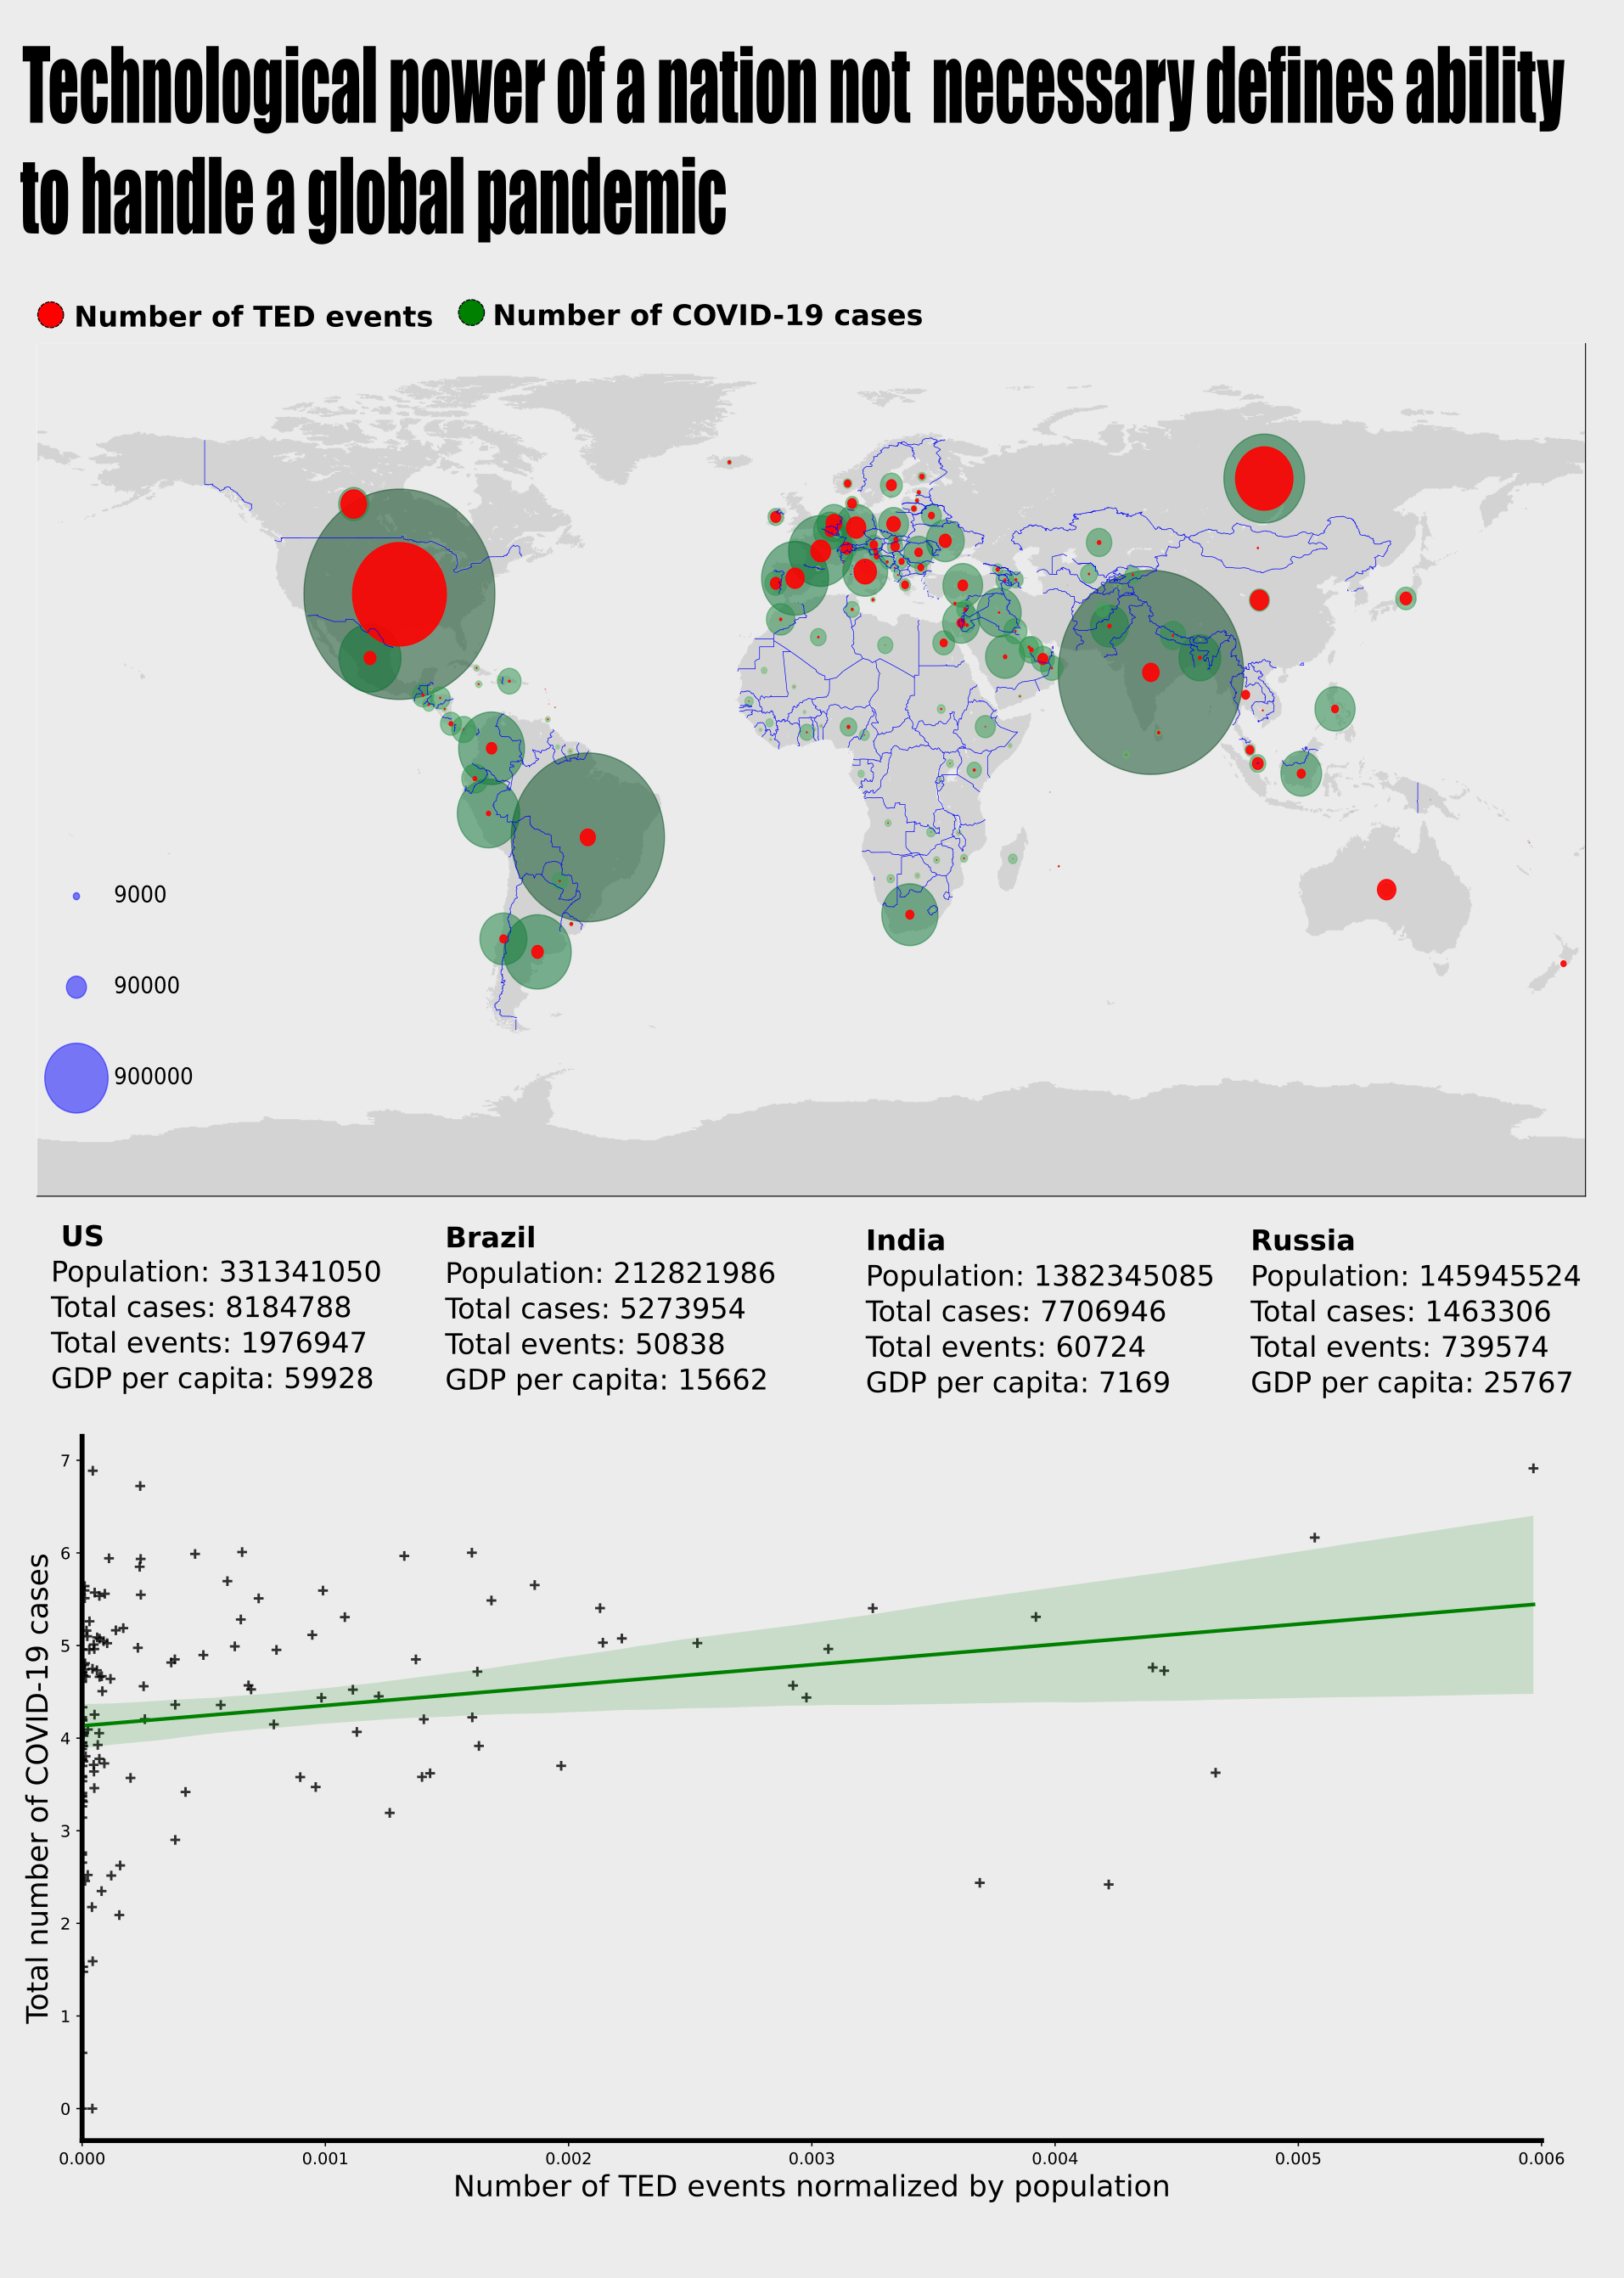 Technological power of a nation not necessary defines ability
to handle a global pandemic
Number of TED events
Number of COVID-19 cases
9000
90000
900000
US
Population: 331341050
Total cases: 8184788
Total events: 1976947
GDP per capita: 59928
Brazil
Population: 212821986
Total cases: 5273954
Total events: 50838
GDP per capita: 15662
India
Population: 1382345085
Total cases: 7706946
Total events: 60724
GDP per capita: 7169
Russia
Population: 145945524
Total cases: 1463306
Total events: 739574
GDP per capita: 25767
Total number of COVID-19 cases
7
6
5
4
3
2
1
0
0.000
0.001
0.002
0.003
0.004
0.005
0.006
Number of TED events normalized by population